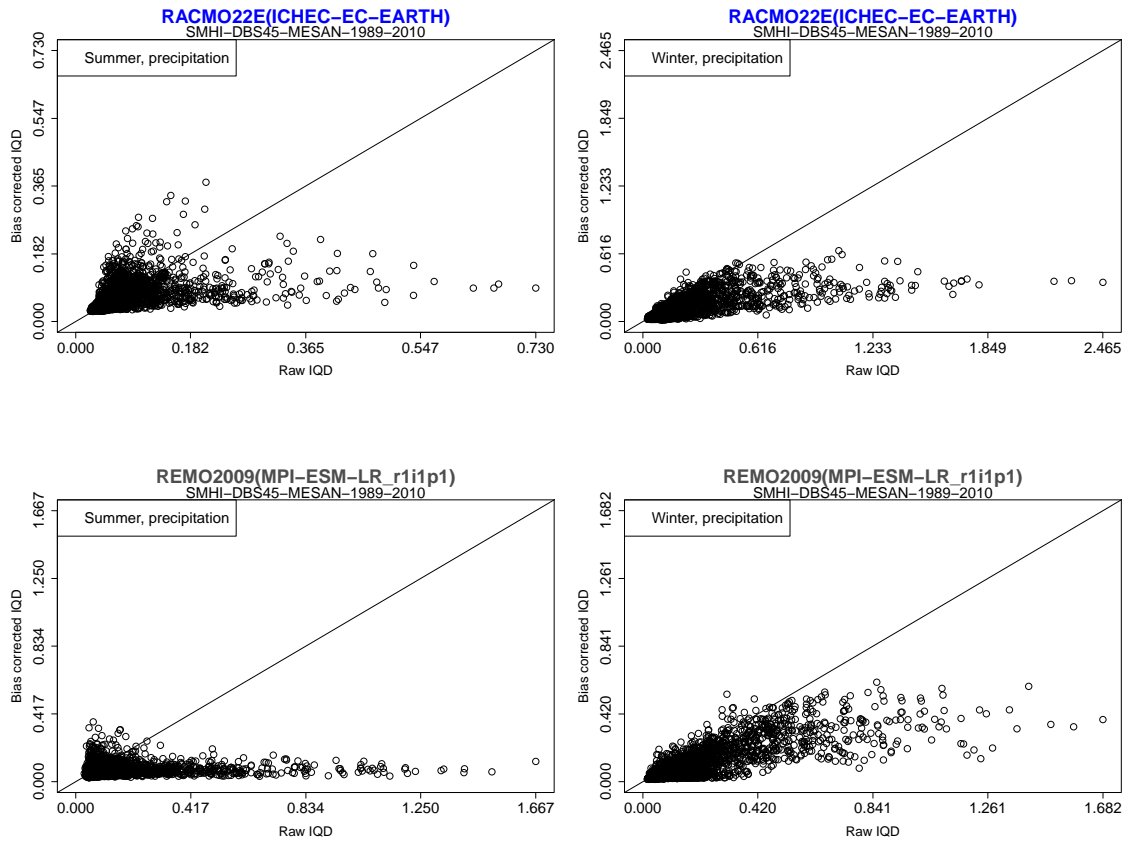 RACMO22E(ICHEC−EC−EARTH)
SMHI−DBS45−MESAN−1989−2010
Summer, precipitation
Bias corrected IQD
0.000 0.182 0.365 0.547 0.730
0.000 0.182 0.365 0.547 0.730
Raw IQD
RACMO22E(ICHEC−EC−EARTH)
SMHI−DBS45−MESAN−1989−2010
Winter, precipitation
Bias corrected IQD
0.000 0.616 1.233 1.849 2.465
0.000 0.616 1.233 1.849 2.465
Raw IQD
REMO2009(MPI−ESM−LR_r1i1p1)
SMHI−DBS45−MESAN−1989−2010
Summer, precipitation
Bias corrected IQD
0.000 0.417 0.834 1.250 1.667
0.000 0.417 0.834 1.250 1.667
Raw IQD
REMO2009(MPI−ESM−LR_r1i1p1)
SMHI−DBS45−MESAN−1989−2010
Winter, precipitation
Bias corrected IQD
0.000 0.420 0.841 1.261 1.682
0.000 0.420 0.841 1.261 1.682
Raw IQD